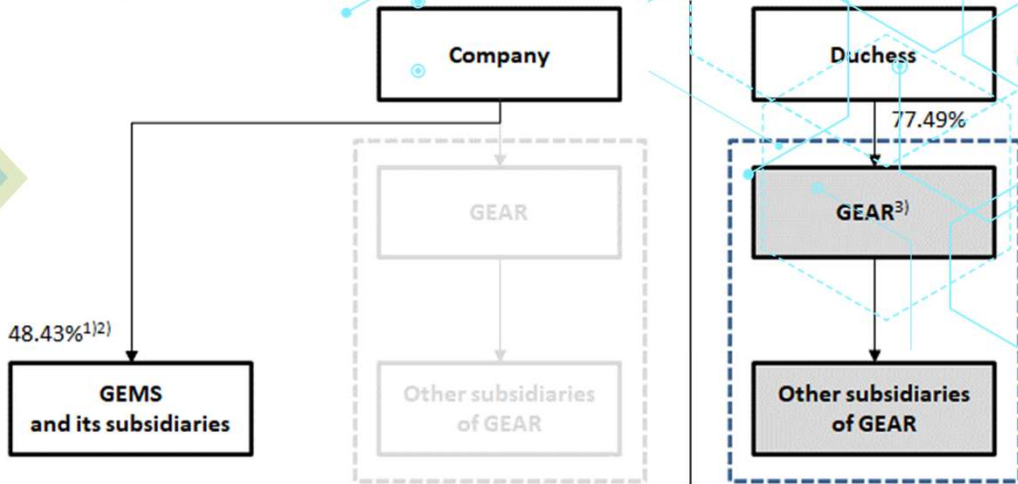 Company
Duchess
77.49%
GEAR
GEAR3)
48.43%1)2)
GEMS
and its subsidiaries
Other subsidiaries
of GEAR
Other subsidiaries
of GEAR